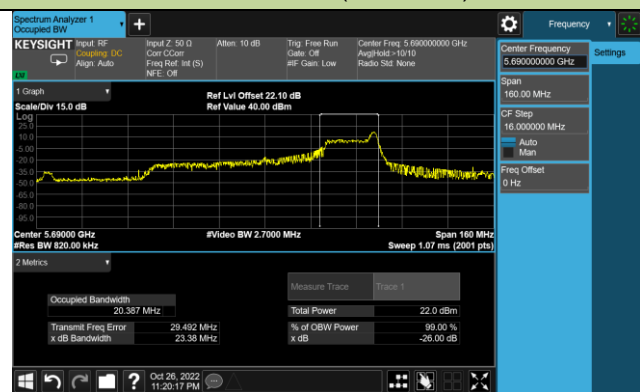 Spectrum Analyzer 1
Occupied BW
Frequency
KEYSIGHT
Input: RF
Coupling: DC
Align: Auto
Input Z: 50 Ω
Corr CCorr
Freq Ref: Int (S)
NFE: Off
Atten: 10 dB
Trig: Free Run
Gate: Off
#IF Gain: Low
Center Freq: 5.690000000 GHz
Avg|Hold:>10/10
Radio Std: None
Center Frequency
5.690000000 GHz
Settings
Span
160.00 MHz
CF Step
16.000000 MHz
Auto
Man
Freq Offset
0 Hz
1 Graph
Scale/Div 15.0 dB
Ref Lvl Offset 22.10 dB
Ref Value 40.00 dBm
Log
25.0
10.0
-5.00
-20.0
-35.0
-50.0
-65.0
-80.0
-95.0
Center 5.69000 GHz
#Res BW 820.00 kHz
#Video BW 2.7000 MHz
Span 160 MHz
Sweep 1.07 ms (2001 pts)
2 Metrics
Measure Trace
Trace 1
Occupied Bandwidth
20.387 MHz
Total Power
22.0 dBm
Transmit Freq Error
29.492 MHz
% of OBW Power
99.00 %
x dB Bandwidth
23.38 MHz
x dB
-26.00 dB
Oct 26, 2022
11:20:17 PM